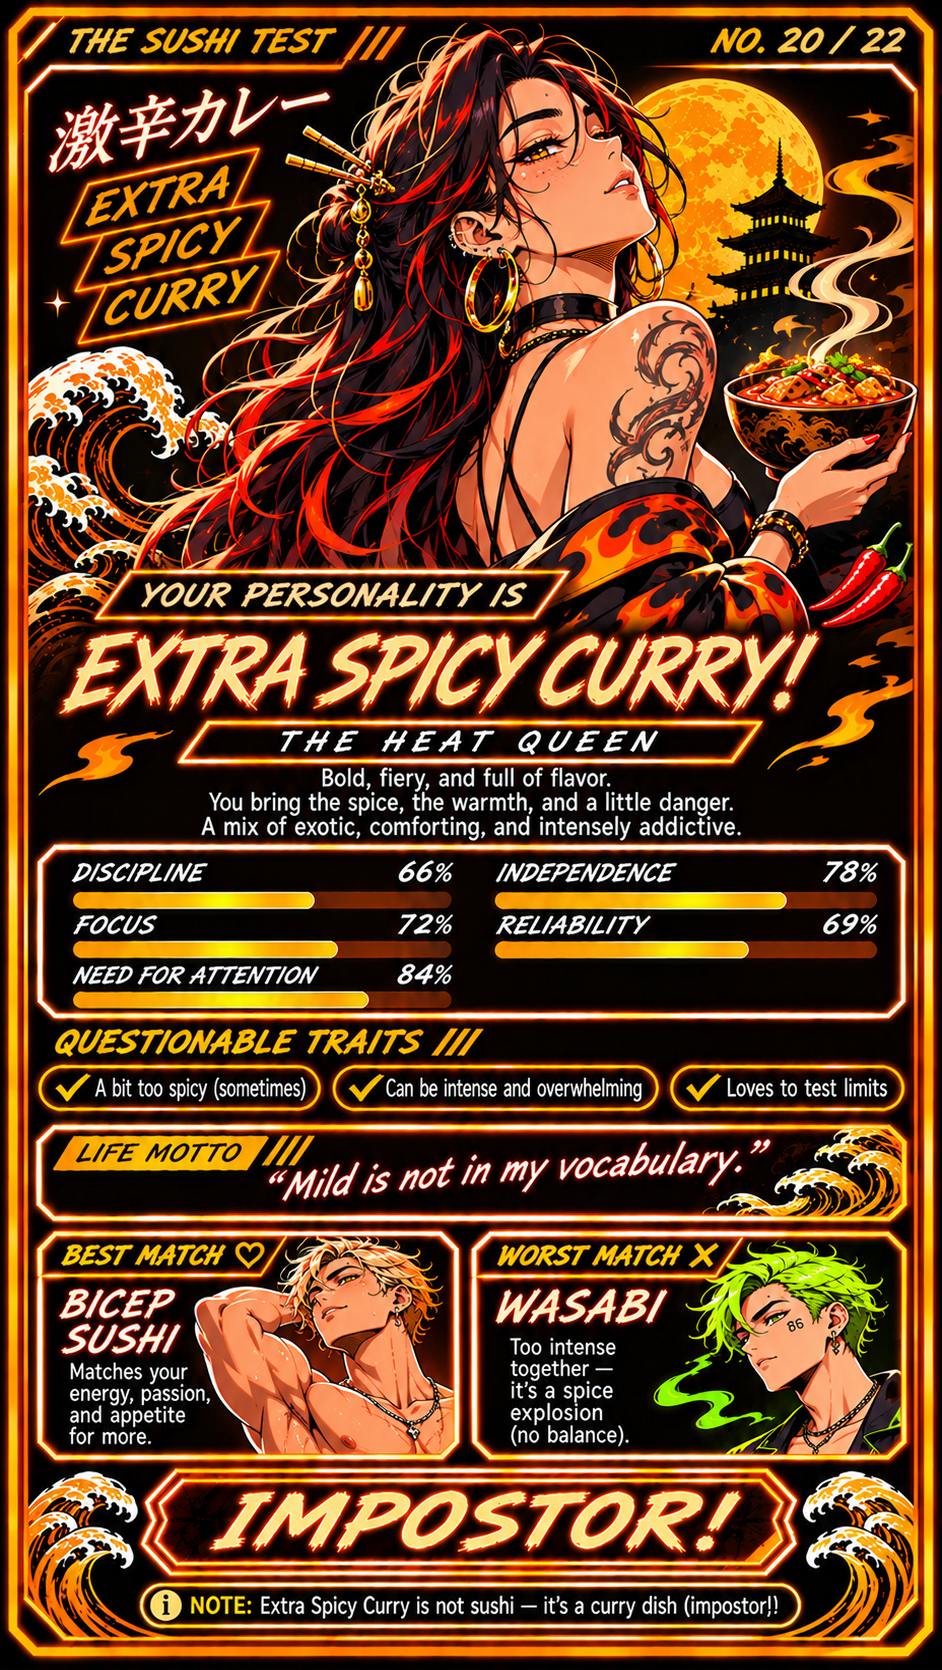 THE SUSHI TEST
NO. 20 / 22
激辛カレー
EXTRA
SPICY
CURRY
YOUR PERSONALITY IS
EXTRA SPICY CURRY!
THE HEAT QUEEN
Bold, fiery, and full of flavor.
You bring the spice, the warmth, and a little danger.
A mix of exotic, comforting, and intensely addictive.
DISCIPLINE 66%
INDEPENDENCE 78%
FOCUS 72%
RELIABILITY 69%
NEED FOR ATTENTION 84%
QUESTIONABLE TRAITS
A bit too spicy (sometimes)
Can be intense and overwhelming
Loves to test limits
LIFE MOTTO
“Mild is not in my vocabulary.”
BEST MATCH
BICEP
SUSHI
Matches your
energy, passion,
and appetite
for more.
WORST MATCH X
WASABI
Too intense
together —
it’s a spice
explosion
(no balance).
86
IMPOSTOR!
i NOTE: Extra Spicy Curry is not sushi — it’s a curry dish (impostor!!